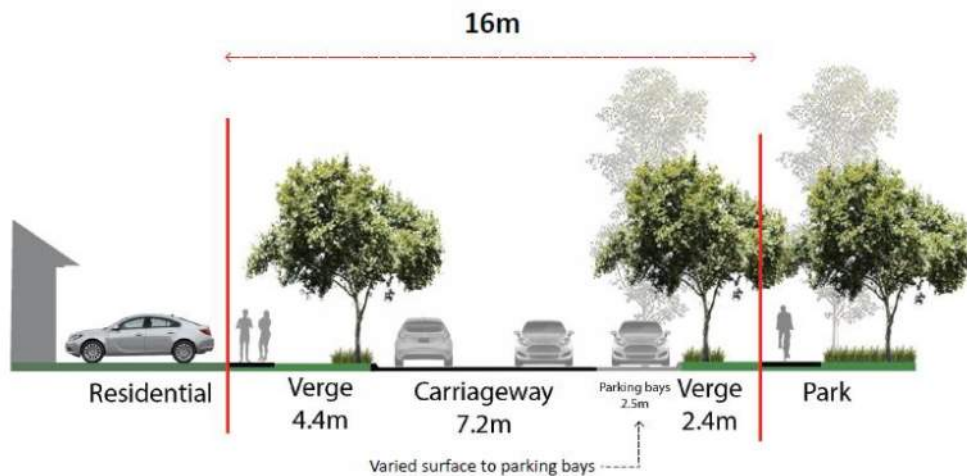 16m
Residential
Verge
4.4m
Carriageway
7.2m
Parking bays
2.5m
Verge
2.4m
Park
Varied surface to parking bays